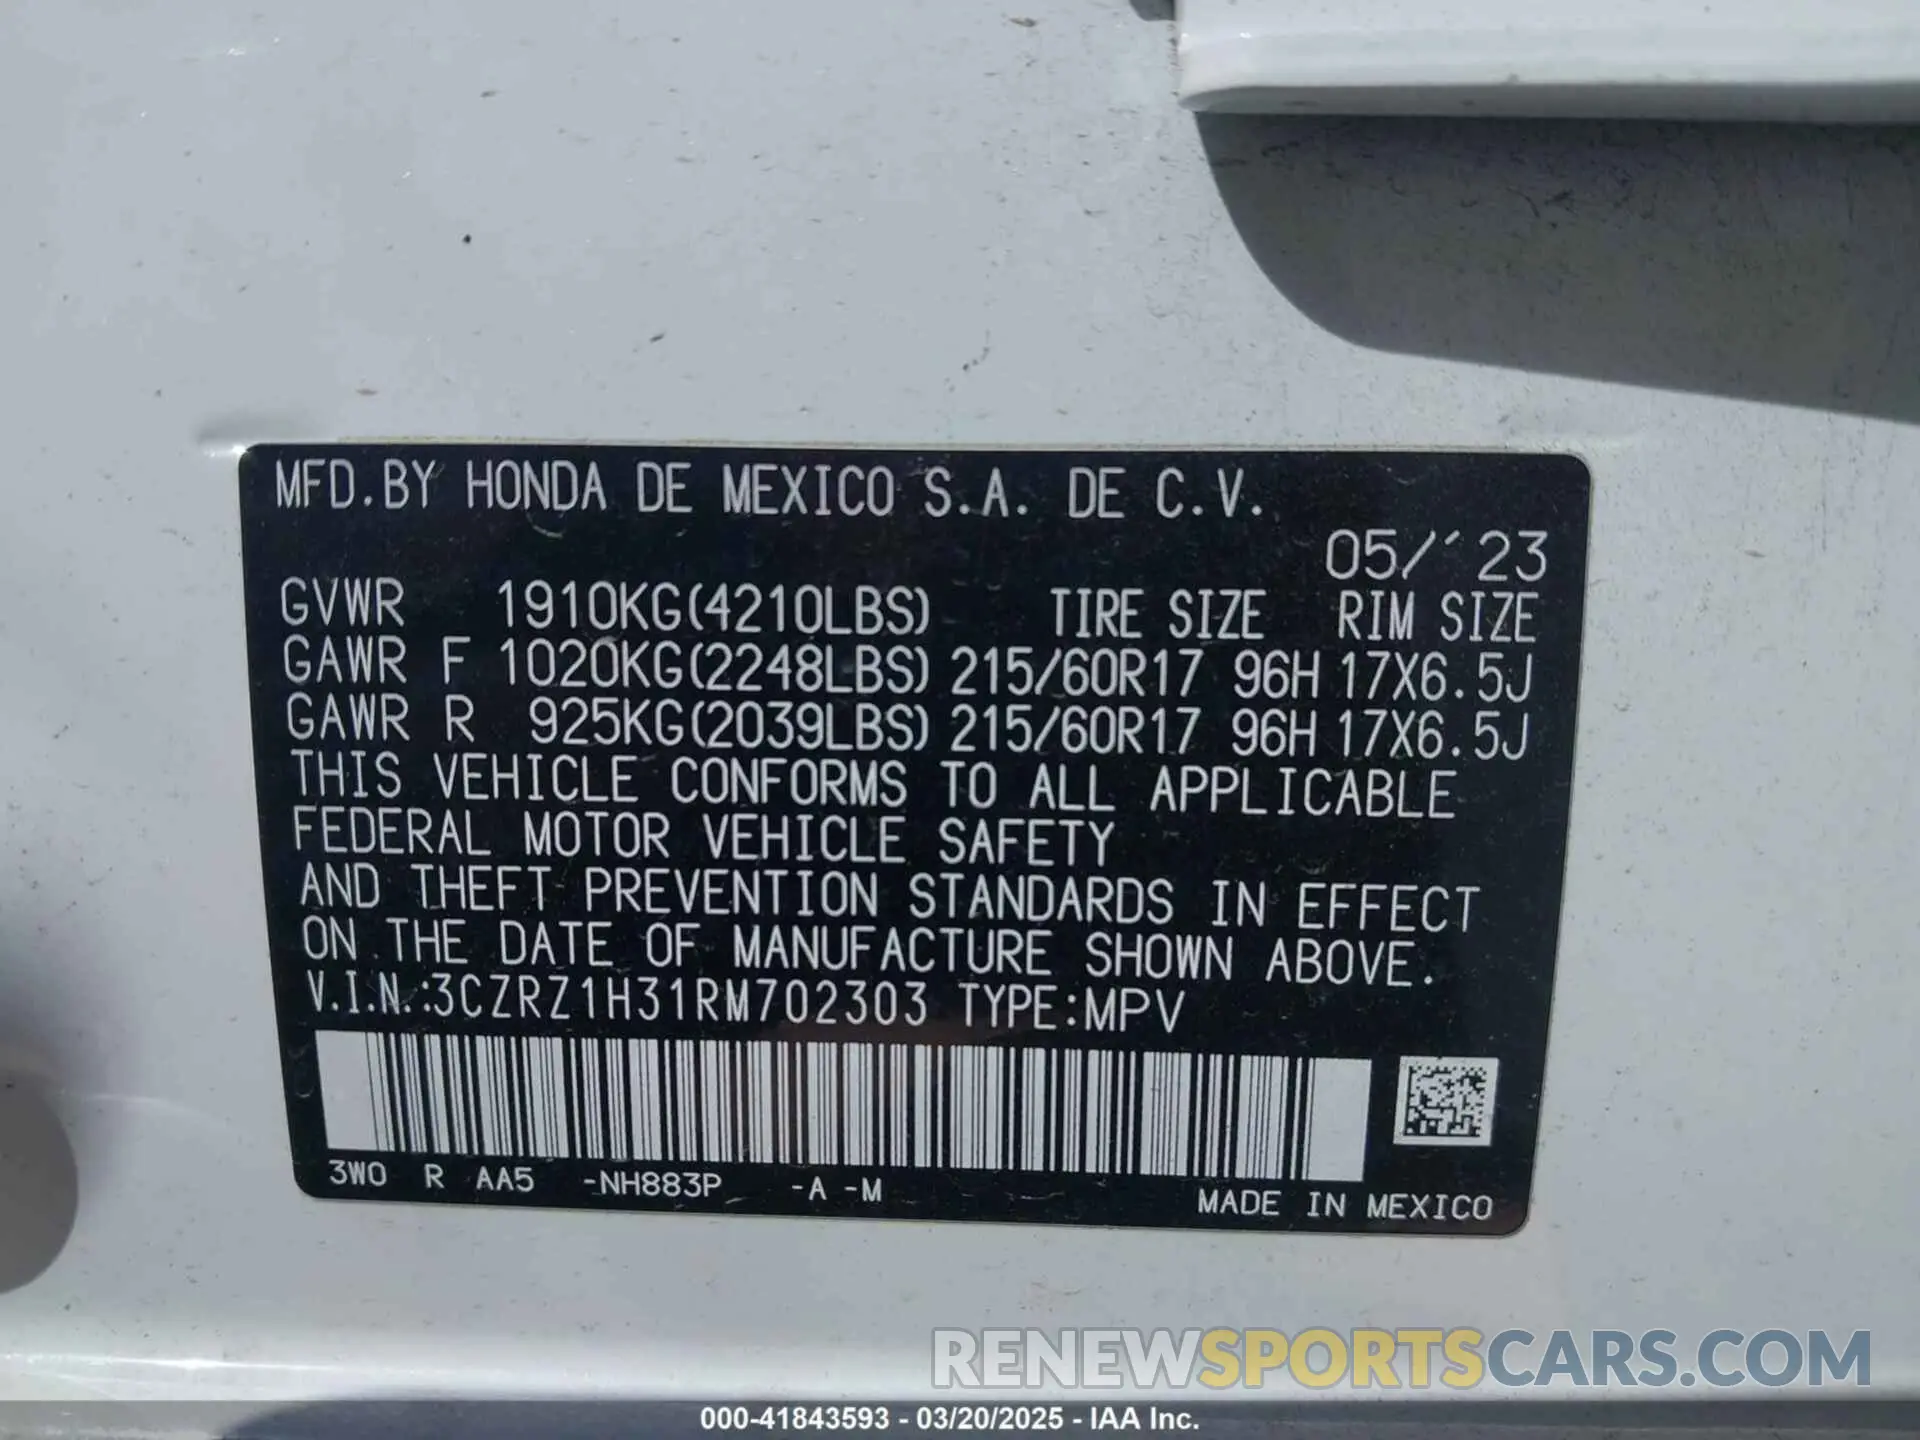 MFD.BY HONDA DE MEXICO S.A. DE C.V.
05/´23
GVWR 1910KG(4210LBS) TIRE SIZE RIM SIZE
GAWR F 1020KG(2248LBS) 215/60R17 96H 17X6.5J
GAWR R 925KG(2039LBS) 215/60R17 96H 17X6.5J
THIS VEHICLE CONFORMS TO ALL APPLICABLE
FEDERAL MOTOR VEHICLE SAFETY
AND THEFT PREVENTION STANDARDS IN EFFECT
ON THE DATE OF MANUFACTURE SHOWN ABOVE.
V.I.N.:3CZRZ1H31RM702303 TYPE:MPV
3W0 R AA5 -NH883P -A -M
MADE IN MEXICO
RENEWSPORTSCARS.COM
000-41843593 - 03/20/2025 - IAA Inc.